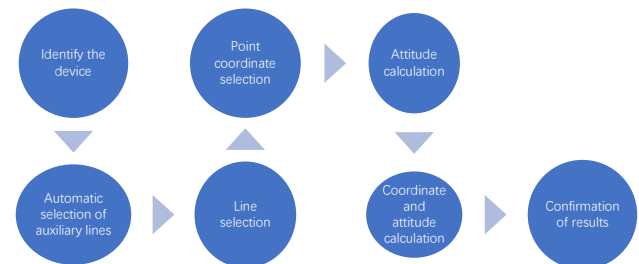 Identify the
device
Automatic
selection of
auxiliary lines
Line
selection
Point
coordinate
selection
Attitude
calculation
Coordinate
and
attitude
calculation
Confirmation
of results